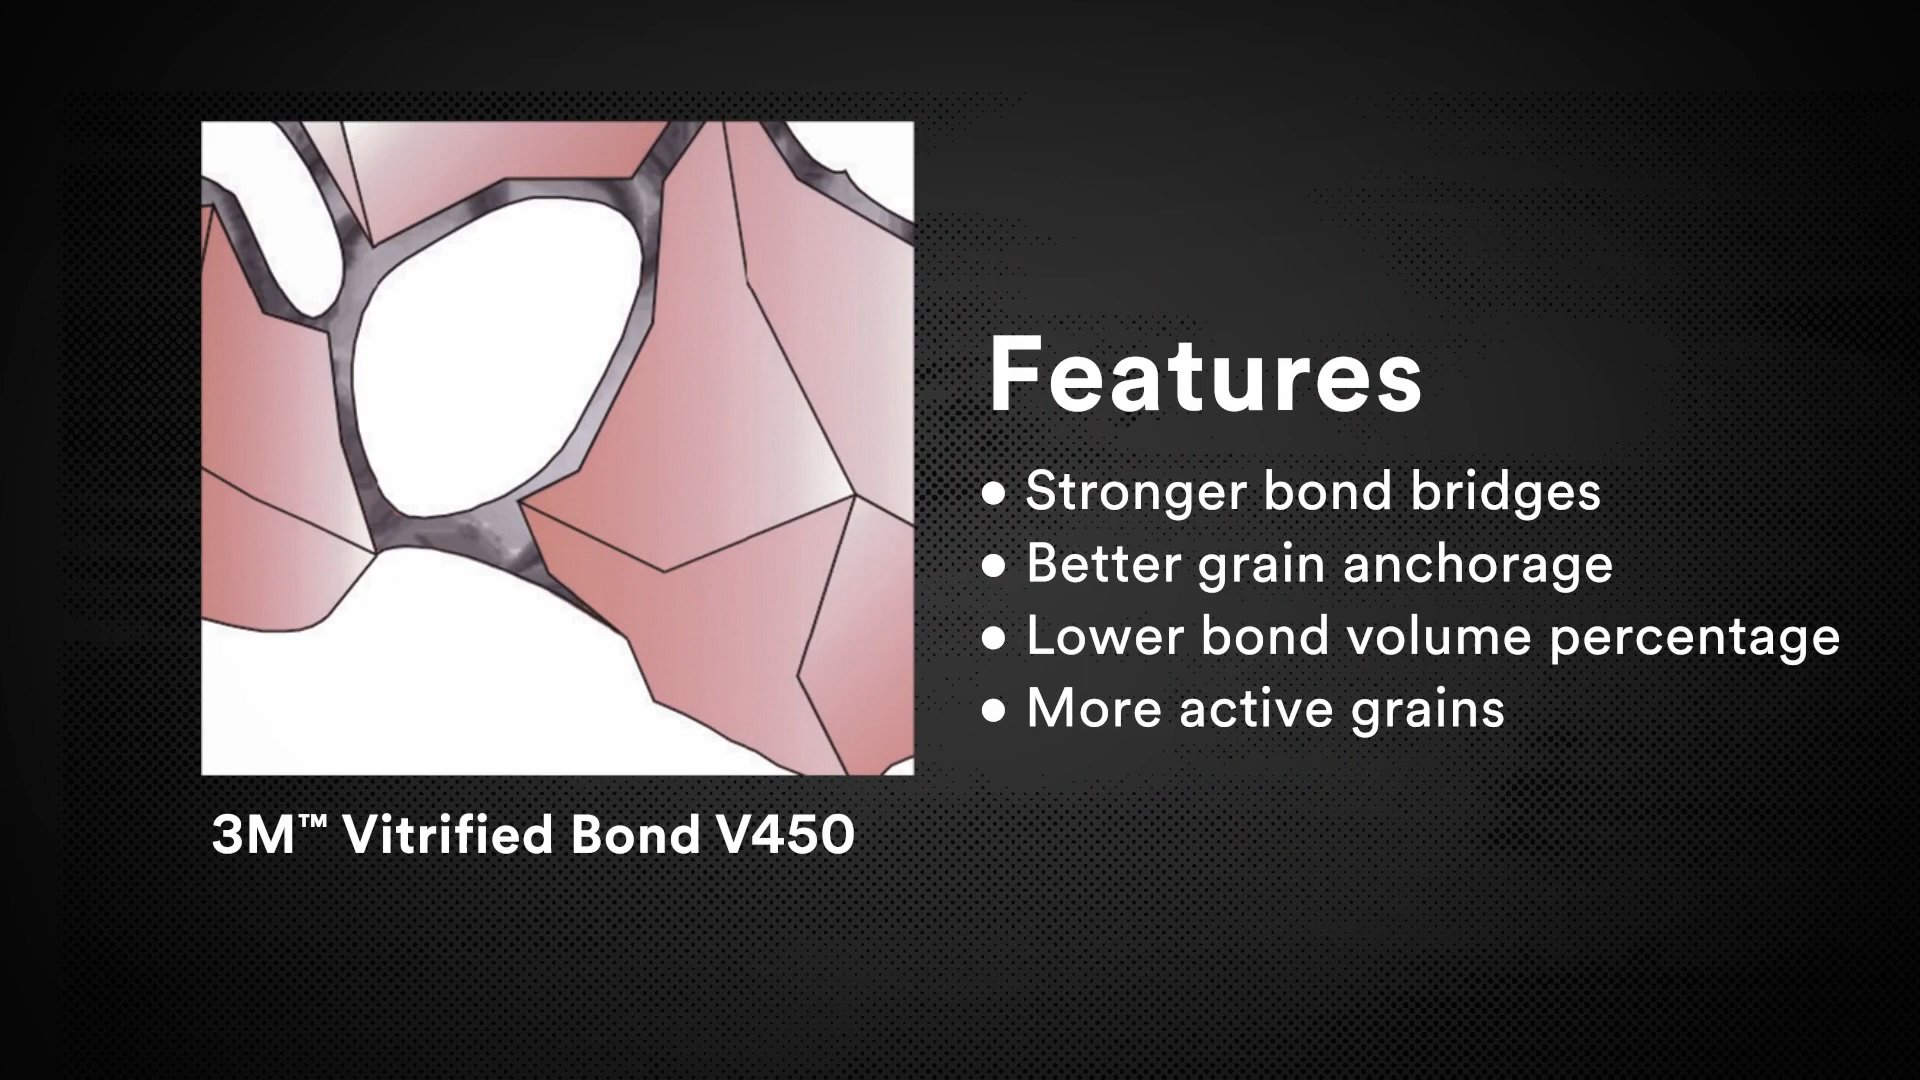 Features
• Stronger bond bridges
• Better grain anchorage
• Lower bond volume percentage
• More active grains
3M™ Vitrified Bond V450